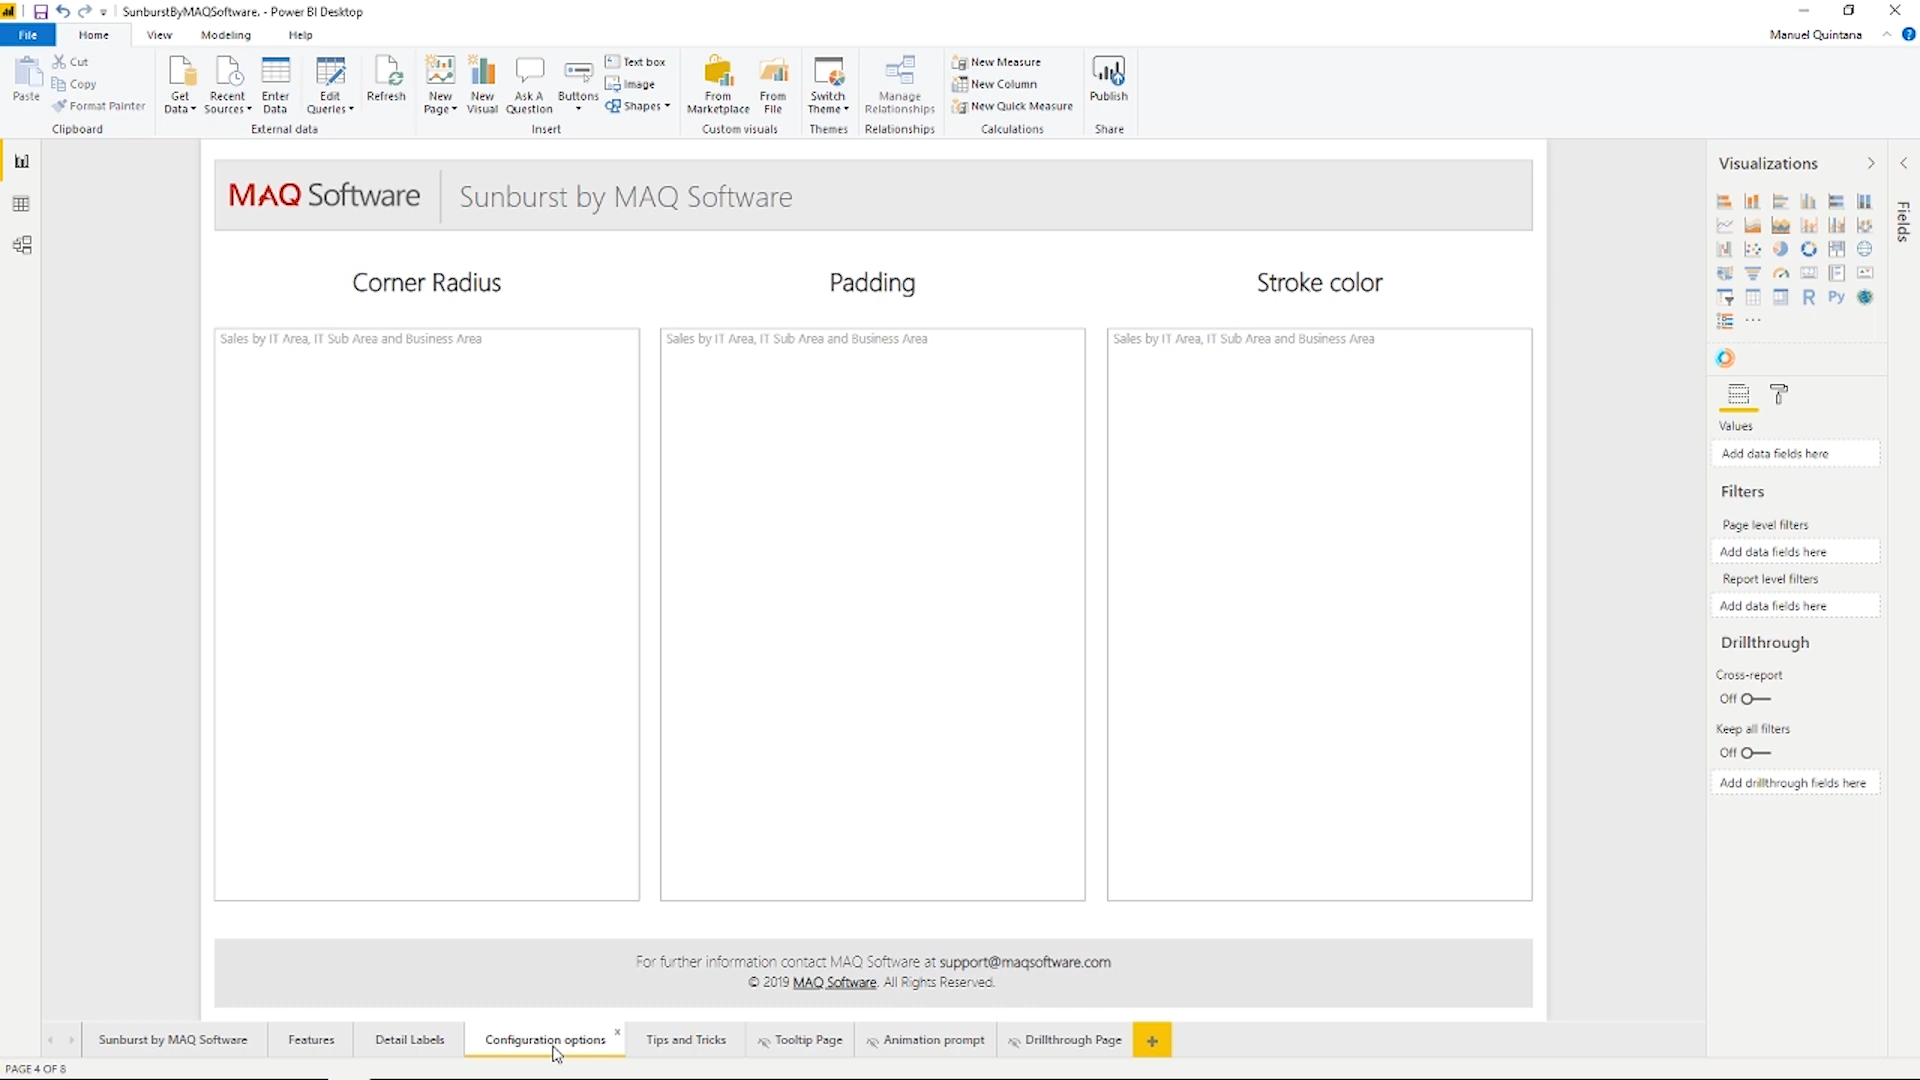 SunburstByMAQSoftware. - Power BI Desktop
File Home View Modeling Help Manuel Quintana
Paste Cut Copy Format Painter
Get Data Recent Sources Enter Data Edit Queries Refresh
New Page New Visual Ask A Question Buttons Text box Image Shapes
From Marketplace From File Switch Theme Manage Relationships
New Measure New Column New Quick Measure Publish
Clipboard External data Insert Custom visuals Themes Relationships Calculations Share
MAQ Software Sunburst by MAQ Software
Corner Radius Padding Stroke color
Sales by IT Area, IT Sub Area and Business Area
Sales by IT Area, IT Sub Area and Business Area
Sales by IT Area, IT Sub Area and Business Area
For further information contact MAQ Software at support@maqsoftware.com
© 2019 MAQ Software. All Rights Reserved.
Visualizations
Fields
R Py
Values
Add data fields here
Filters
Page level filters
Add data fields here
Report level filters
Add data fields here
Drillthrough
Cross-report
Off
Keep all filters
Off
Add drillthrough fields here
Sunburst by MAQ Software Features Detail Labels Configuration options Tips and Tricks Tooltip Page Animation prompt Drillthrough Page
PAGE 4 OF 8